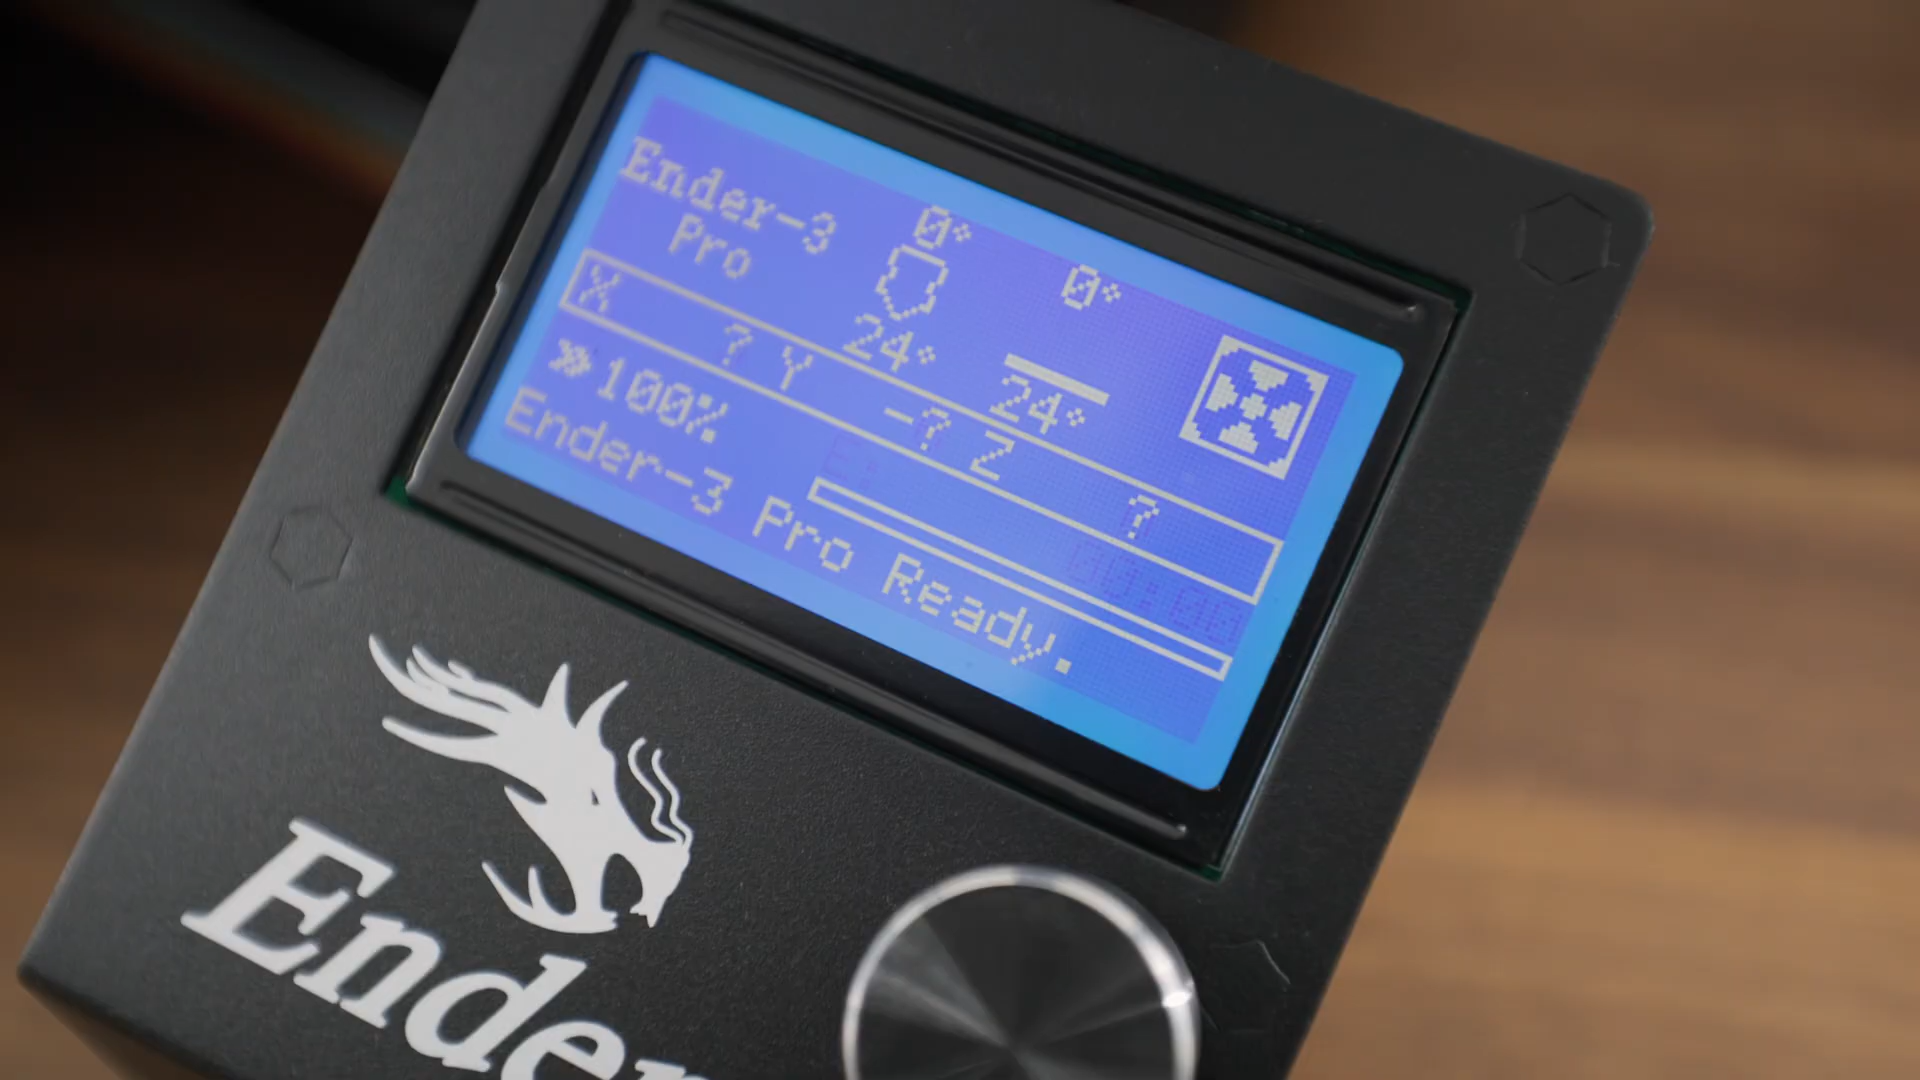 Ender-3
Pro
0° 0°
24° 24°
X ? Y -? Z ?
»100%
Ender-3 Pro Ready.
Ender